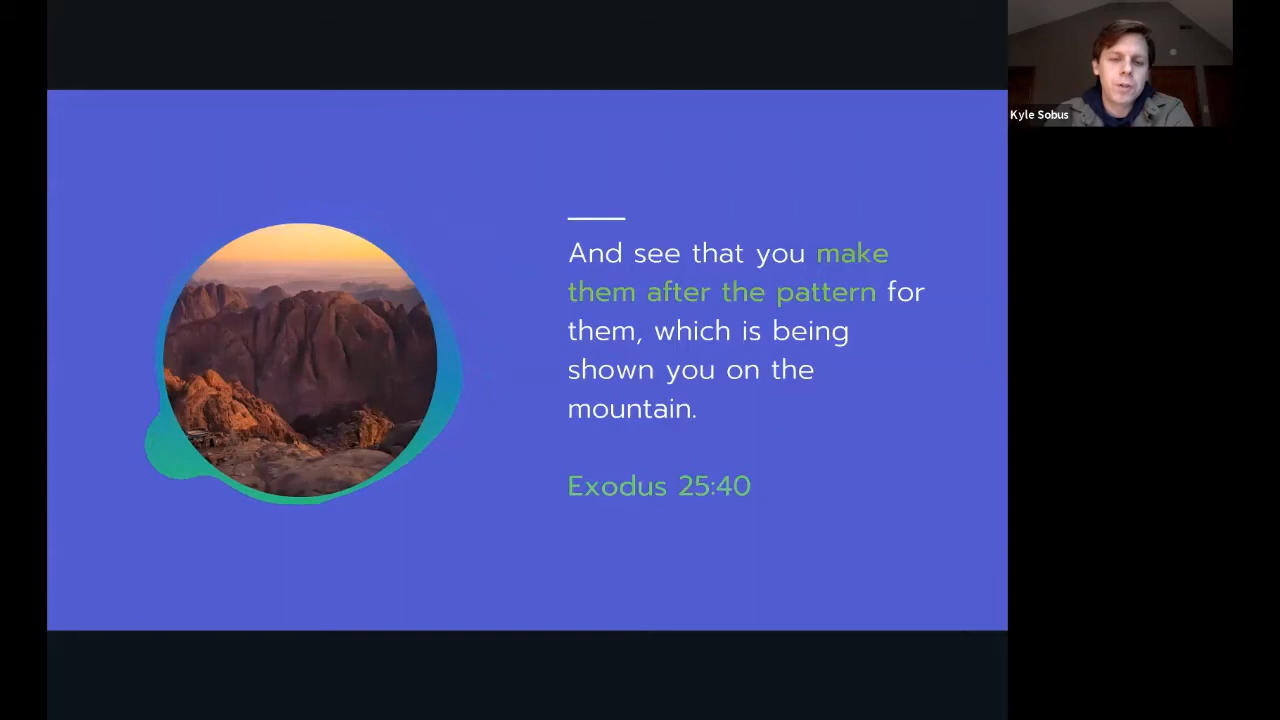 And see that you make
them after the pattern for
them, which is being
shown you on the
mountain.
Exodus 25:40
Kyle Sobus